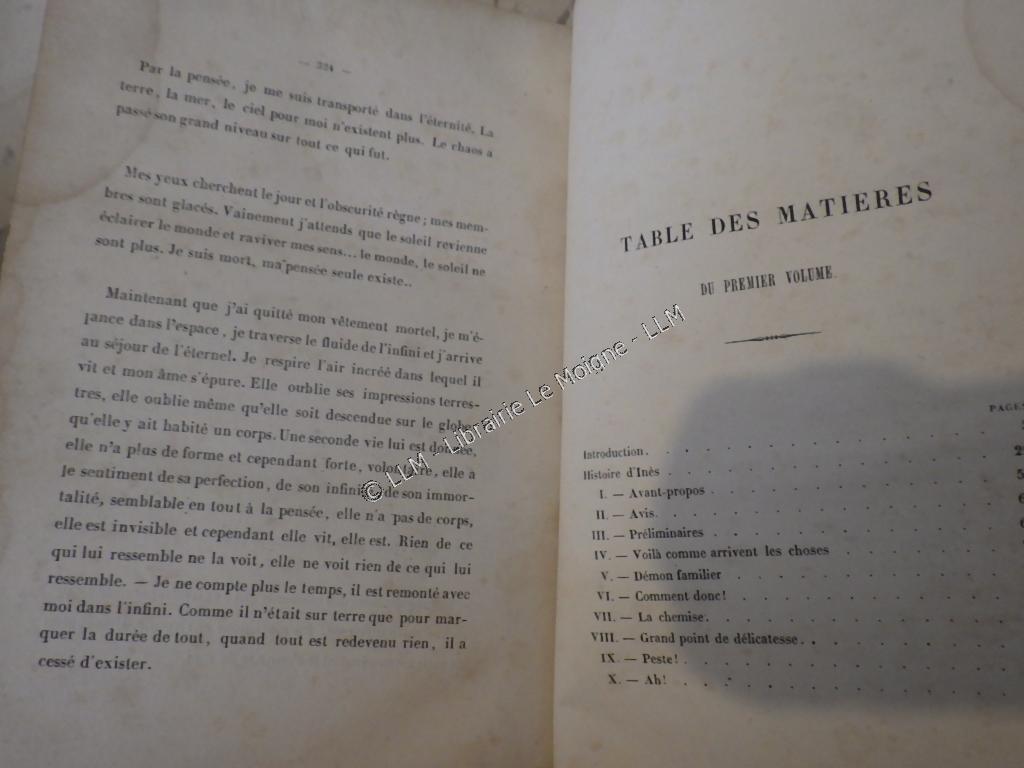 — 324 —
Par la pensée, je me suis transporté dans l'éternité. La
terre, la mer, le ciel pour moi n'existent plus. Le chaos a
passé son grand niveau sur tout ce qui fut.
Mes yeux cherchent le jour et l'obscurité règne ; mes mem-
bres sont glacés. Vainement j'attends que le soleil revienne
éclairer le monde et raviver mes sens... le monde, le soleil ne
sont plus. Je suis mort, ma pensée seule existe..
Maintenant que j'ai quitté mon vêtement mortel, je m'é-
lance dans l'espace, je traverse le fluide de l'infini et j'arrive
au séjour de l'éternel. Je respire l'air incréé dans lequel il
vit et mon âme s'épure. Elle oublie ses impressions terres-
tres, elle oublie même qu'elle soit descendue sur le globe,
qu'elle y ait habité un corps. Une seconde vie lui est donnée,
elle n'a plus de forme et cependant forte, volontaire, elle a
le sentiment de sa perfection, de son infini, de son immor-
talité, semblable en tout à la pensée, elle n'a pas de corps,
elle est invisible et cependant elle vit, elle est. Rien de ce
qui lui ressemble ne la voit, elle ne voit rien de ce qui lui
ressemble. — Je ne compte plus le temps, il est remonté avec
moi dans l'infini. Comme il n'était sur terre que pour mar-
quer la durée de tout, quand tout est redevenu rien, il a
cessé d'exister.
TABLE DES MATIERES
DU PREMIER VOLUME.
PAGES
Introduction.
Histoire d'Inès
I. — Avant-propos
II. — Avis.
III. — Préliminaires
IV. — Voilà comme arrivent les choses
V. — Démon familier
VI. — Comment donc!
VII. — La chemise.
VIII. — Grand point de délicatesse.
IX. — Peste!
X. — Ah!
© LLM - Librairie Le Moigne - LLM